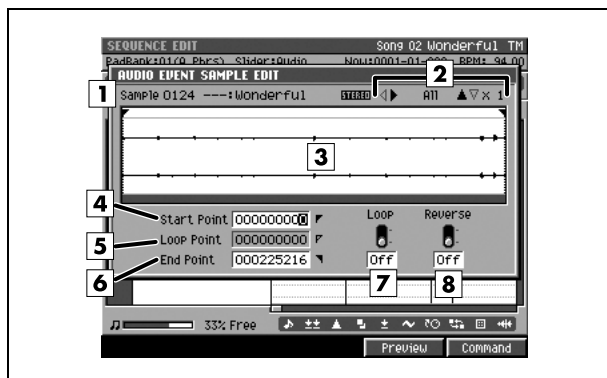 SEQUENCE EDIT Song 02 Wonderful TM
PadBank:01(A Phrs) Slider:Audio Now:0001-01-000 BPM: 94.00
AUDIO EVENT SAMPLE EDIT
2
1 Sample 0124 ---:Wonderful STEREO All x 1
3
4 Start Point 000000000 Loop Reverse
5 Loop Point 000000000
6 End Point 000225216 Off Off
7 8
33% Free
Preview Command